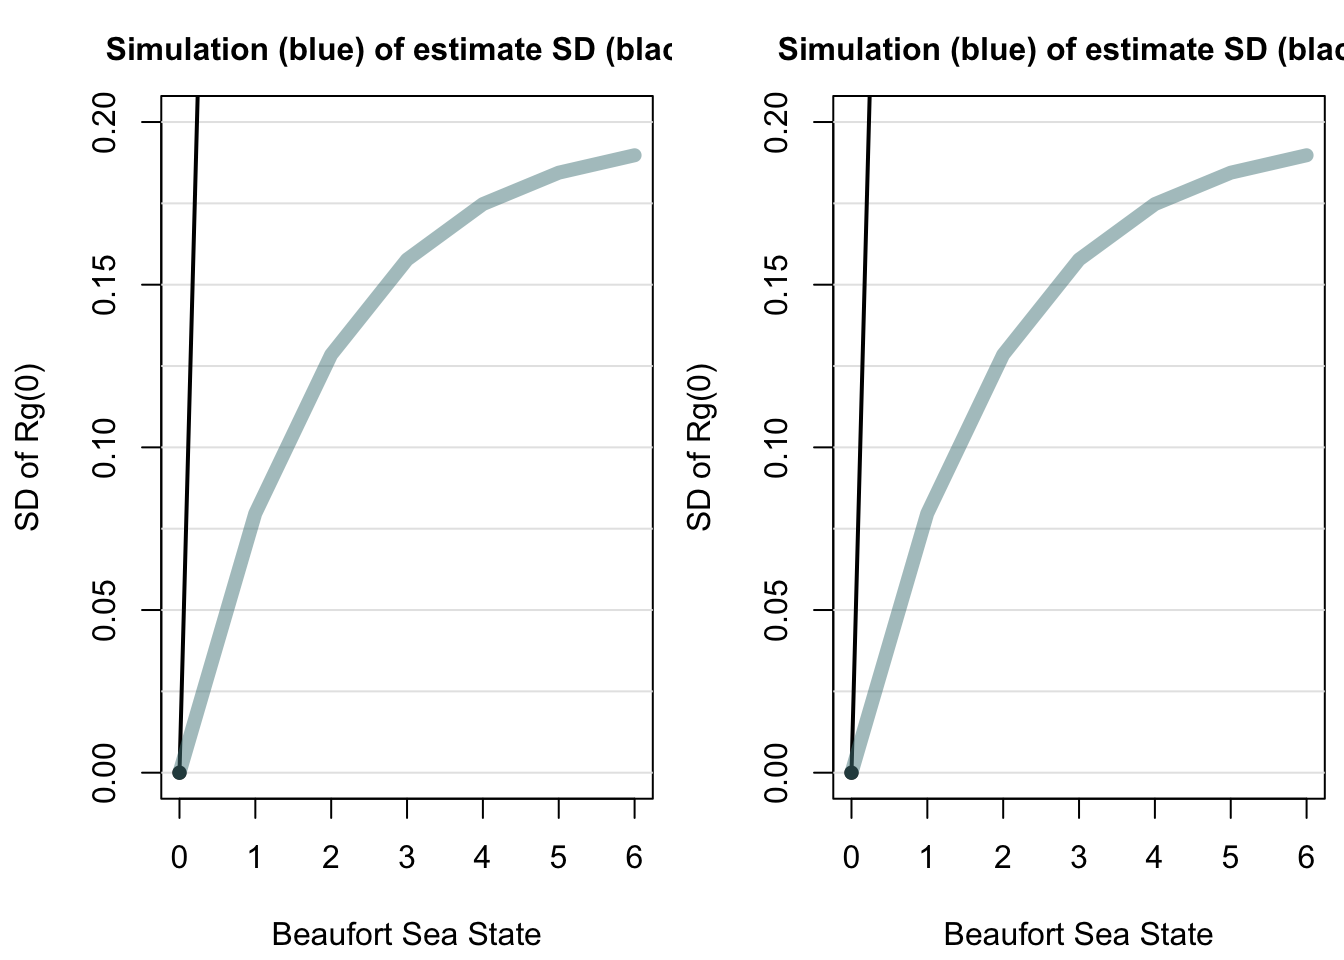 Simulation (blue) of estimate SD (blac
0.20
0.15
0.10
0.05
0.00
SD of Rg(0)
0 1 2 3 4 5 6
Beaufort Sea State
Simulation (blue) of estimate SD (blac
0.20
0.15
0.10
0.05
0.00
SD of Rg(0)
0 1 2 3 4 5 6
Beaufort Sea State